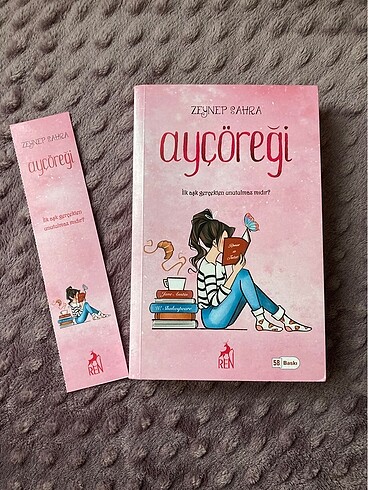 ZEYNEP SAHRA
ayçöreği
İlk aşk gerçekten
unutulmaz mıdır?
REN
ZEYNEP SAHRA
ayçöreği
İlk aşk gerçekten unutulmaz mıdır?
Jane Austen
W. Shakespeare
REN
58 Baskı